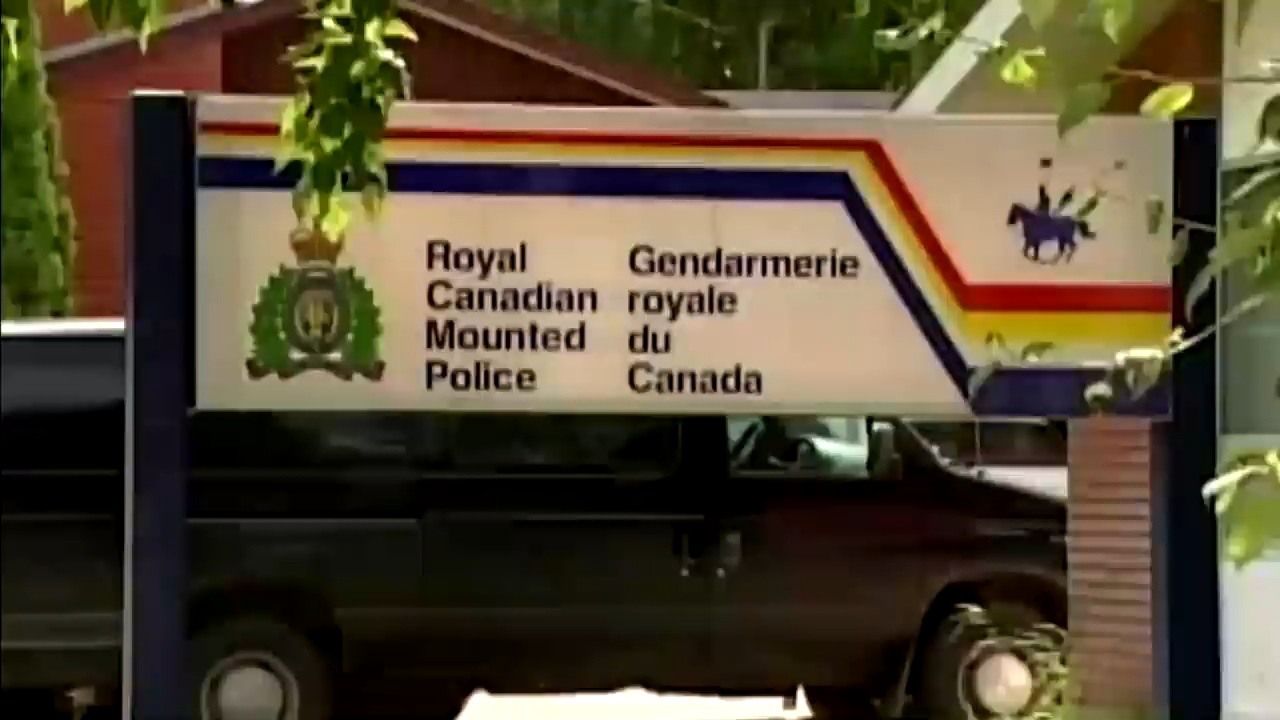 Royal
Canadian
Mounted
Police
Gendarmerie
royale
du
Canada